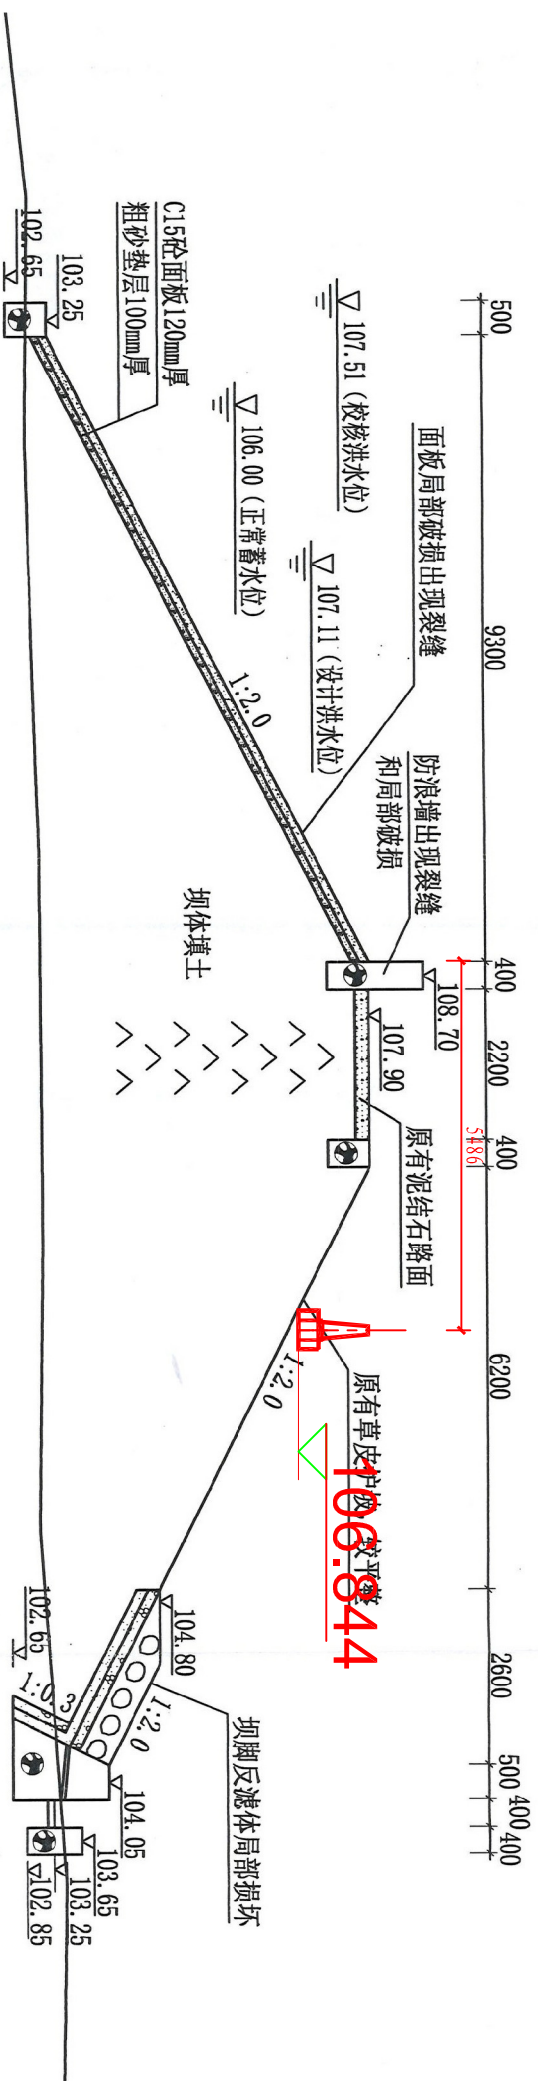 500
9300
400
2200
400
6200
2600
500
400
400
5486
面板局部破损出现裂缝
防浪墙出现裂缝
和局部破损
108.70
107.90
原有泥结石路面
107.51（校核洪水位）
107.11（设计洪水位）
106.00（正常蓄水位）
C15砼面板120mm厚
粗砂垫层100mm厚
103.25
102.65
1:2.0
坝体填土
1:2.0
原有草皮护坡,较平整
106.844
104.80
1:2.0
坝脚反滤体局部损坏
102.65
1:0.3
104.05
103.65
103.25
102.85